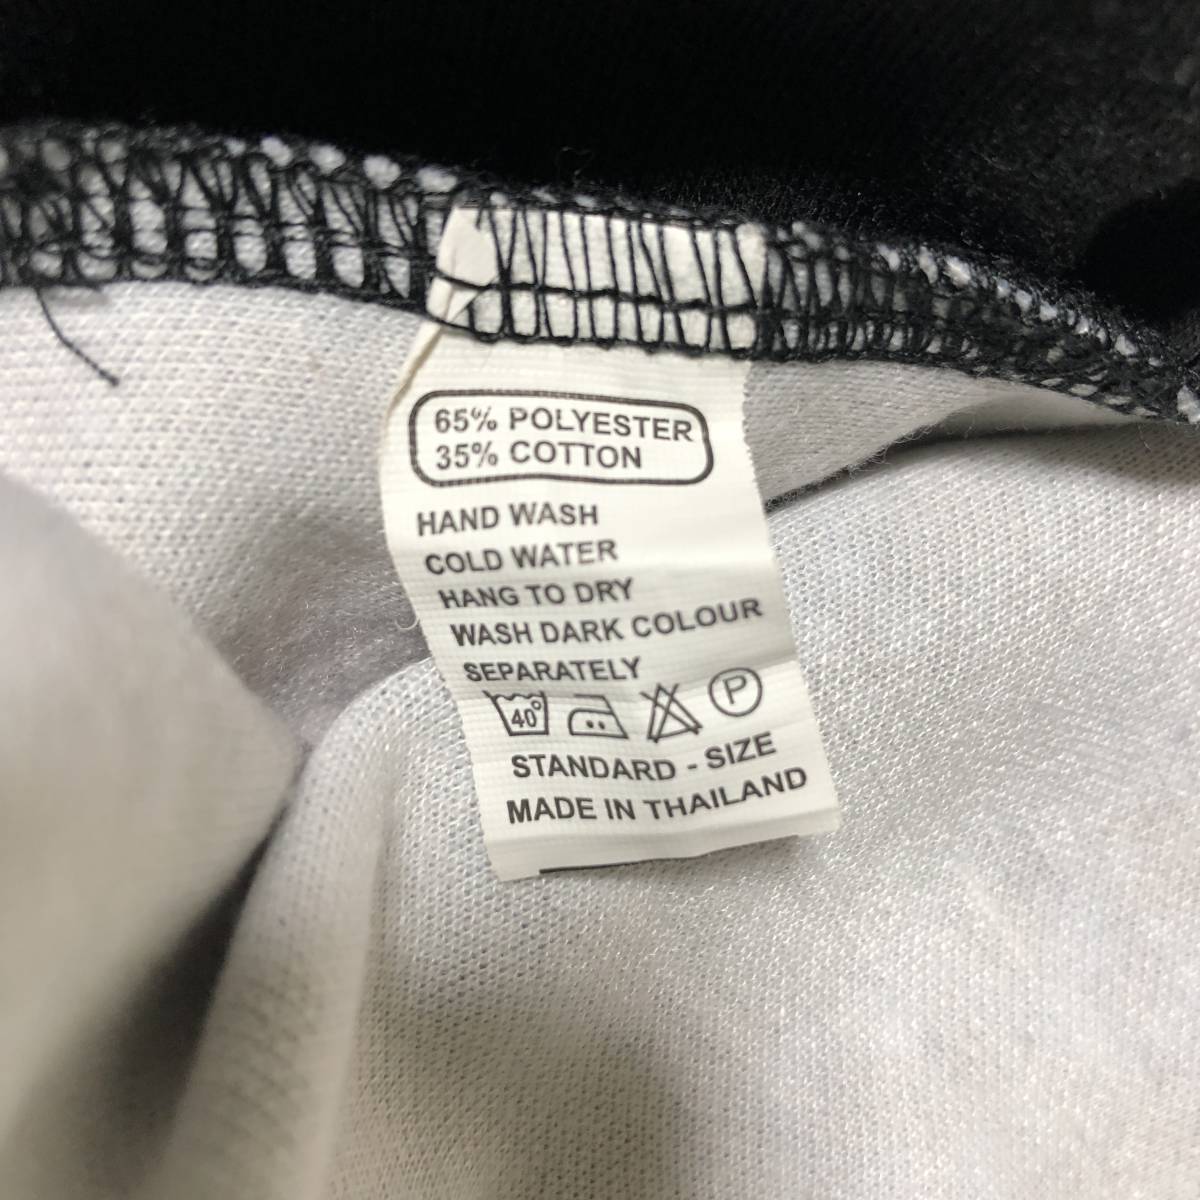 65% POLYESTER
35% COTTON
HAND WASH
COLD WATER
HANG TO DRY
WASH DARK COLOUR
SEPARATELY
40° P
STANDARD - SIZE
MADE IN THAILAND